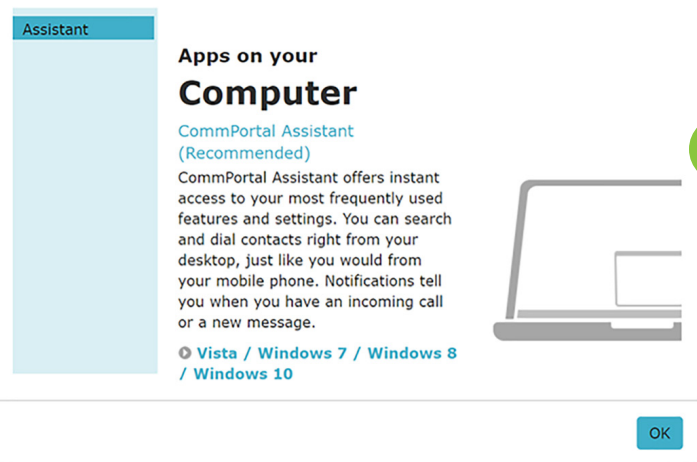 Assistant
Apps on your
Computer
CommPortal Assistant
(Recommended)
CommPortal Assistant offers instant
access to your most frequently used
features and settings. You can search
and dial contacts right from your
desktop, just like you would from
your mobile phone. Notifications tell
you when you have an incoming call
or a new message.
Vista / Windows 7 / Windows 8
/ Windows 10
OK